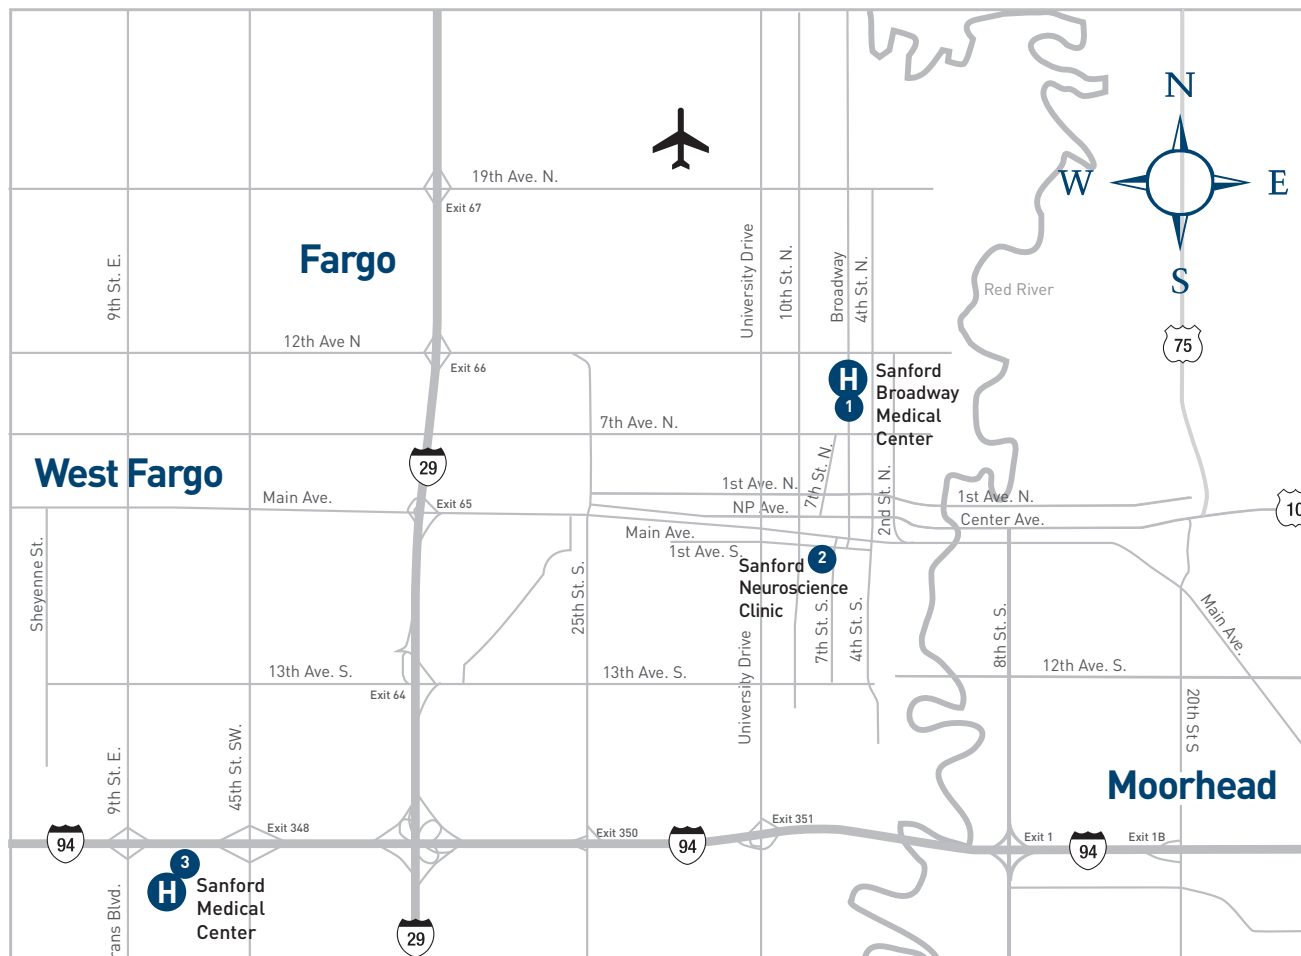 N
19th Ave. N.
W
E
Exit 67
University Drive
10th St. N.
Broadway
4th St. N.
9th St. E.
Fargo
S
Red River
12th Ave N
75
Exit 66
H
1
Sanford
Broadway
Medical
Center
7th Ave. N.
29
West Fargo
7th St. N.
2nd St. N.
1st Ave. N.
1st Ave. N.
Main Ave.
Exit 65
NP Ave.
Center Ave.
10
Main Ave.
1st Ave. S.
2
Sanford
Neuroscience
Clinic
Sheyenne St.
25th St. S.
7th St. S.
4th St. S.
8th St. S.
Main Ave.
University Drive
13th Ave. S.
13th Ave. S.
12th Ave. S.
Exit 64
20th St S
9th St. E.
45th St. SW.
Moorhead
94
Exit 348
Exit 350
94
Exit 351
Exit 1
94
Exit 1B
3
H
Sanford
Medical
Center
rans Blvd.
29